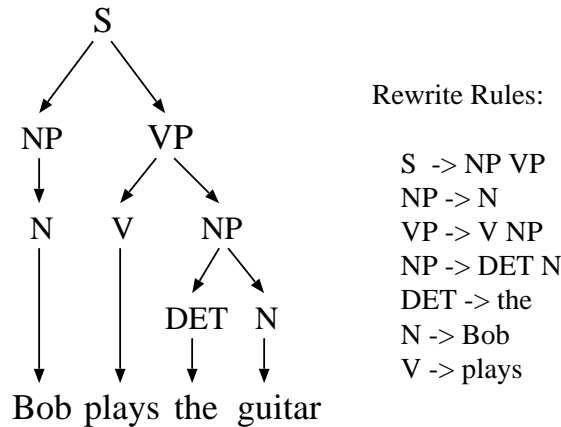 S
Rewrite Rules:
NP VP
S -> NP VP
NP -> N
N V NP
VP -> V NP
NP -> DET N
DET N
DET -> the
N -> Bob
V -> plays
Bob plays the guitar